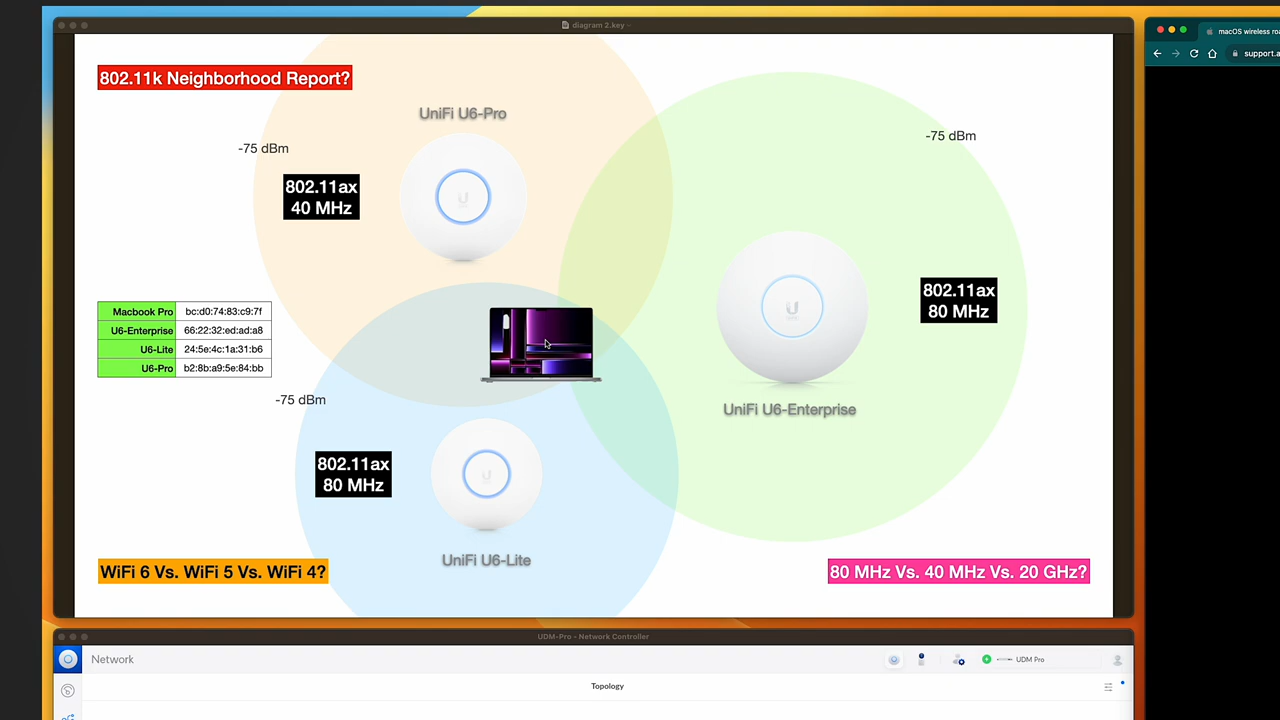 diagram 2.key
macOS wireless roa
support.a
802.11k Neighborhood Report?
UniFi U6-Pro
-75 dBm
-75 dBm
802.11ax
40 MHz
802.11ax
80 MHz
Macbook Pro bc:d0:74:83:c9:7f
U6-Enterprise 66:22:32:ed:ad:a8
U6-Lite 24:5e:4c:1a:31:b6
U6-Pro b2:8b:a9:5e:84:bb
-75 dBm
UniFi U6-Enterprise
802.11ax
80 MHz
UniFi U6-Lite
WiFi 6 Vs. WiFi 5 Vs. WiFi 4?
80 MHz Vs. 40 MHz Vs. 20 GHz?
UDM-Pro - Network Controller
Network
UDM Pro
Topology